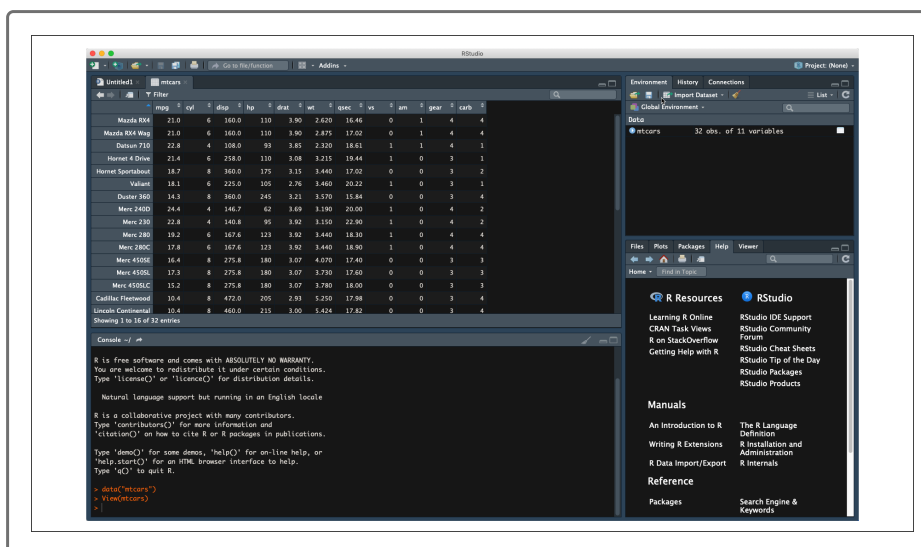 RStudio
Go to file/function
Addins
Project: (None)
Untitled1
mtcars
Filter
mpg cyl disp hp drat wt qsec vs am gear carb
Mazda RX4 21.0 6 160.0 110 3.90 2.620 16.46 0 1 4 4
Mazda RX4 Wag 21.0 6 160.0 110 3.90 2.875 17.02 0 1 4 4
Datsun 710 22.8 4 108.0 93 3.85 2.320 18.61 1 1 4 1
Hornet 4 Drive 21.4 6 258.0 110 3.08 3.215 19.44 1 0 3 1
Hornet Sportabout 18.7 8 360.0 175 3.15 3.440 17.02 0 0 3 2
Valiant 18.1 6 225.0 105 2.76 3.460 20.22 1 0 3 1
Duster 360 14.3 8 360.0 245 3.21 3.570 15.84 0 0 3 4
Merc 240D 24.4 4 146.7 62 3.69 3.190 20.00 1 0 4 2
Merc 230 22.8 4 140.8 95 3.92 3.150 22.90 1 0 4 2
Merc 280 19.2 6 167.6 123 3.92 3.440 18.30 1 0 4 4
Merc 280C 17.8 6 167.6 123 3.92 3.440 18.90 1 0 4 4
Merc 450SE 16.4 8 275.8 180 3.07 4.070 17.40 0 0 3 3
Merc 450SL 17.3 8 275.8 180 3.07 3.730 17.60 0 0 3 3
Merc 450SLC 15.2 8 275.8 180 3.07 3.780 18.00 0 0 3 3
Cadillac Fleetwood 10.4 8 472.0 205 2.93 5.250 17.98 0 0 3 4
Lincoln Continental 10.4 8 460.0 215 3.00 5.424 17.82 0 0 3 4
Showing 1 to 16 of 32 entries
Console ~/
R is free software and comes with ABSOLUTELY NO WARRANTY.
You are welcome to redistribute it under certain conditions.
Type 'license()' or 'licence()' for distribution details.
Natural language support but running in an English locale
R is a collaborative project with many contributors.
Type 'contributors()' for more information and
'citation()' on how to cite R or R packages in publications.
Type 'demo()' for some demos, 'help()' for on-line help, or
'help.start()' for an HTML browser interface to help.
Type 'q()' to quit R.
> data("mtcars")
> View(mtcars)
>
Environment History Connections
Import Dataset
List
Global Environment
Data
mtcars 32 obs. of 11 variables
Files Plots Packages Help Viewer
Home Find in Topic
R Resources
Learning R Online
CRAN Task Views
R on StackOverflow
Getting Help with R
RStudio
RStudio IDE Support
RStudio Community
Forum
RStudio Cheat Sheets
RStudio Tip of the Day
RStudio Packages
RStudio Products
Manuals
An Introduction to R
The R Language
Definition
Writing R Extensions
R Installation and
Administration
R Data Import/Export
R Internals
Reference
Packages
Search Engine &
Keywords